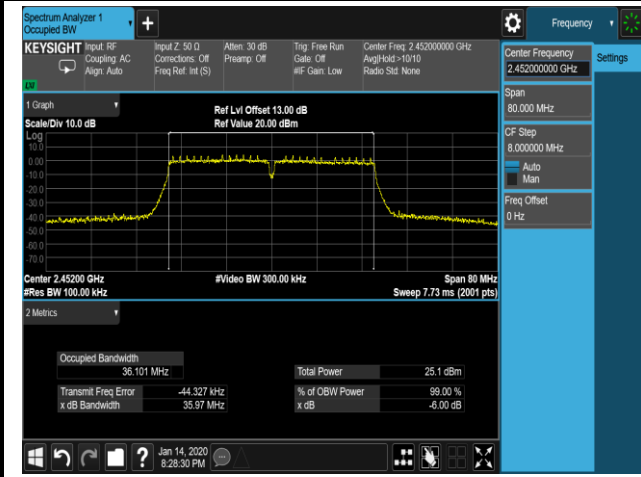 Spectrum Analyzer 1
Occupied BW
Frequency
KEYSIGHT
Input: RF
Coupling: AC
Align: Auto
Input Z: 50 Ω
Corrections: Off
Freq Ref: Int (S)
Atten: 30 dB
Preamp: Off
Trig: Free Run
Gate: Off
#IF Gain: Low
Center Freq: 2.452000000 GHz
Avg|Hold:>10/10
Radio Std: None
Center Frequency
2.452000000 GHz
Settings
Span
80.000 MHz
CF Step
8.000000 MHz
Auto
Man
Freq Offset
0 Hz
1 Graph
Scale/Div 10.0 dB
Ref Lvl Offset 13.00 dB
Ref Value 20.00 dBm
Log
10.0
0.00
-10.0
-20.0
-30.0
-40.0
-50.0
-60.0
-70.0
Center 2.45200 GHz
#Video BW 300.00 kHz
Span 80 MHz
#Res BW 100.00 kHz
Sweep 7.73 ms (2001 pts)
2 Metrics
Occupied Bandwidth
36.101 MHz
Total Power 25.1 dBm
Transmit Freq Error -44.327 kHz
% of OBW Power 99.00 %
x dB Bandwidth 35.97 MHz
x dB -6.00 dB
?
Jan 14, 2020
8:28:30 PM